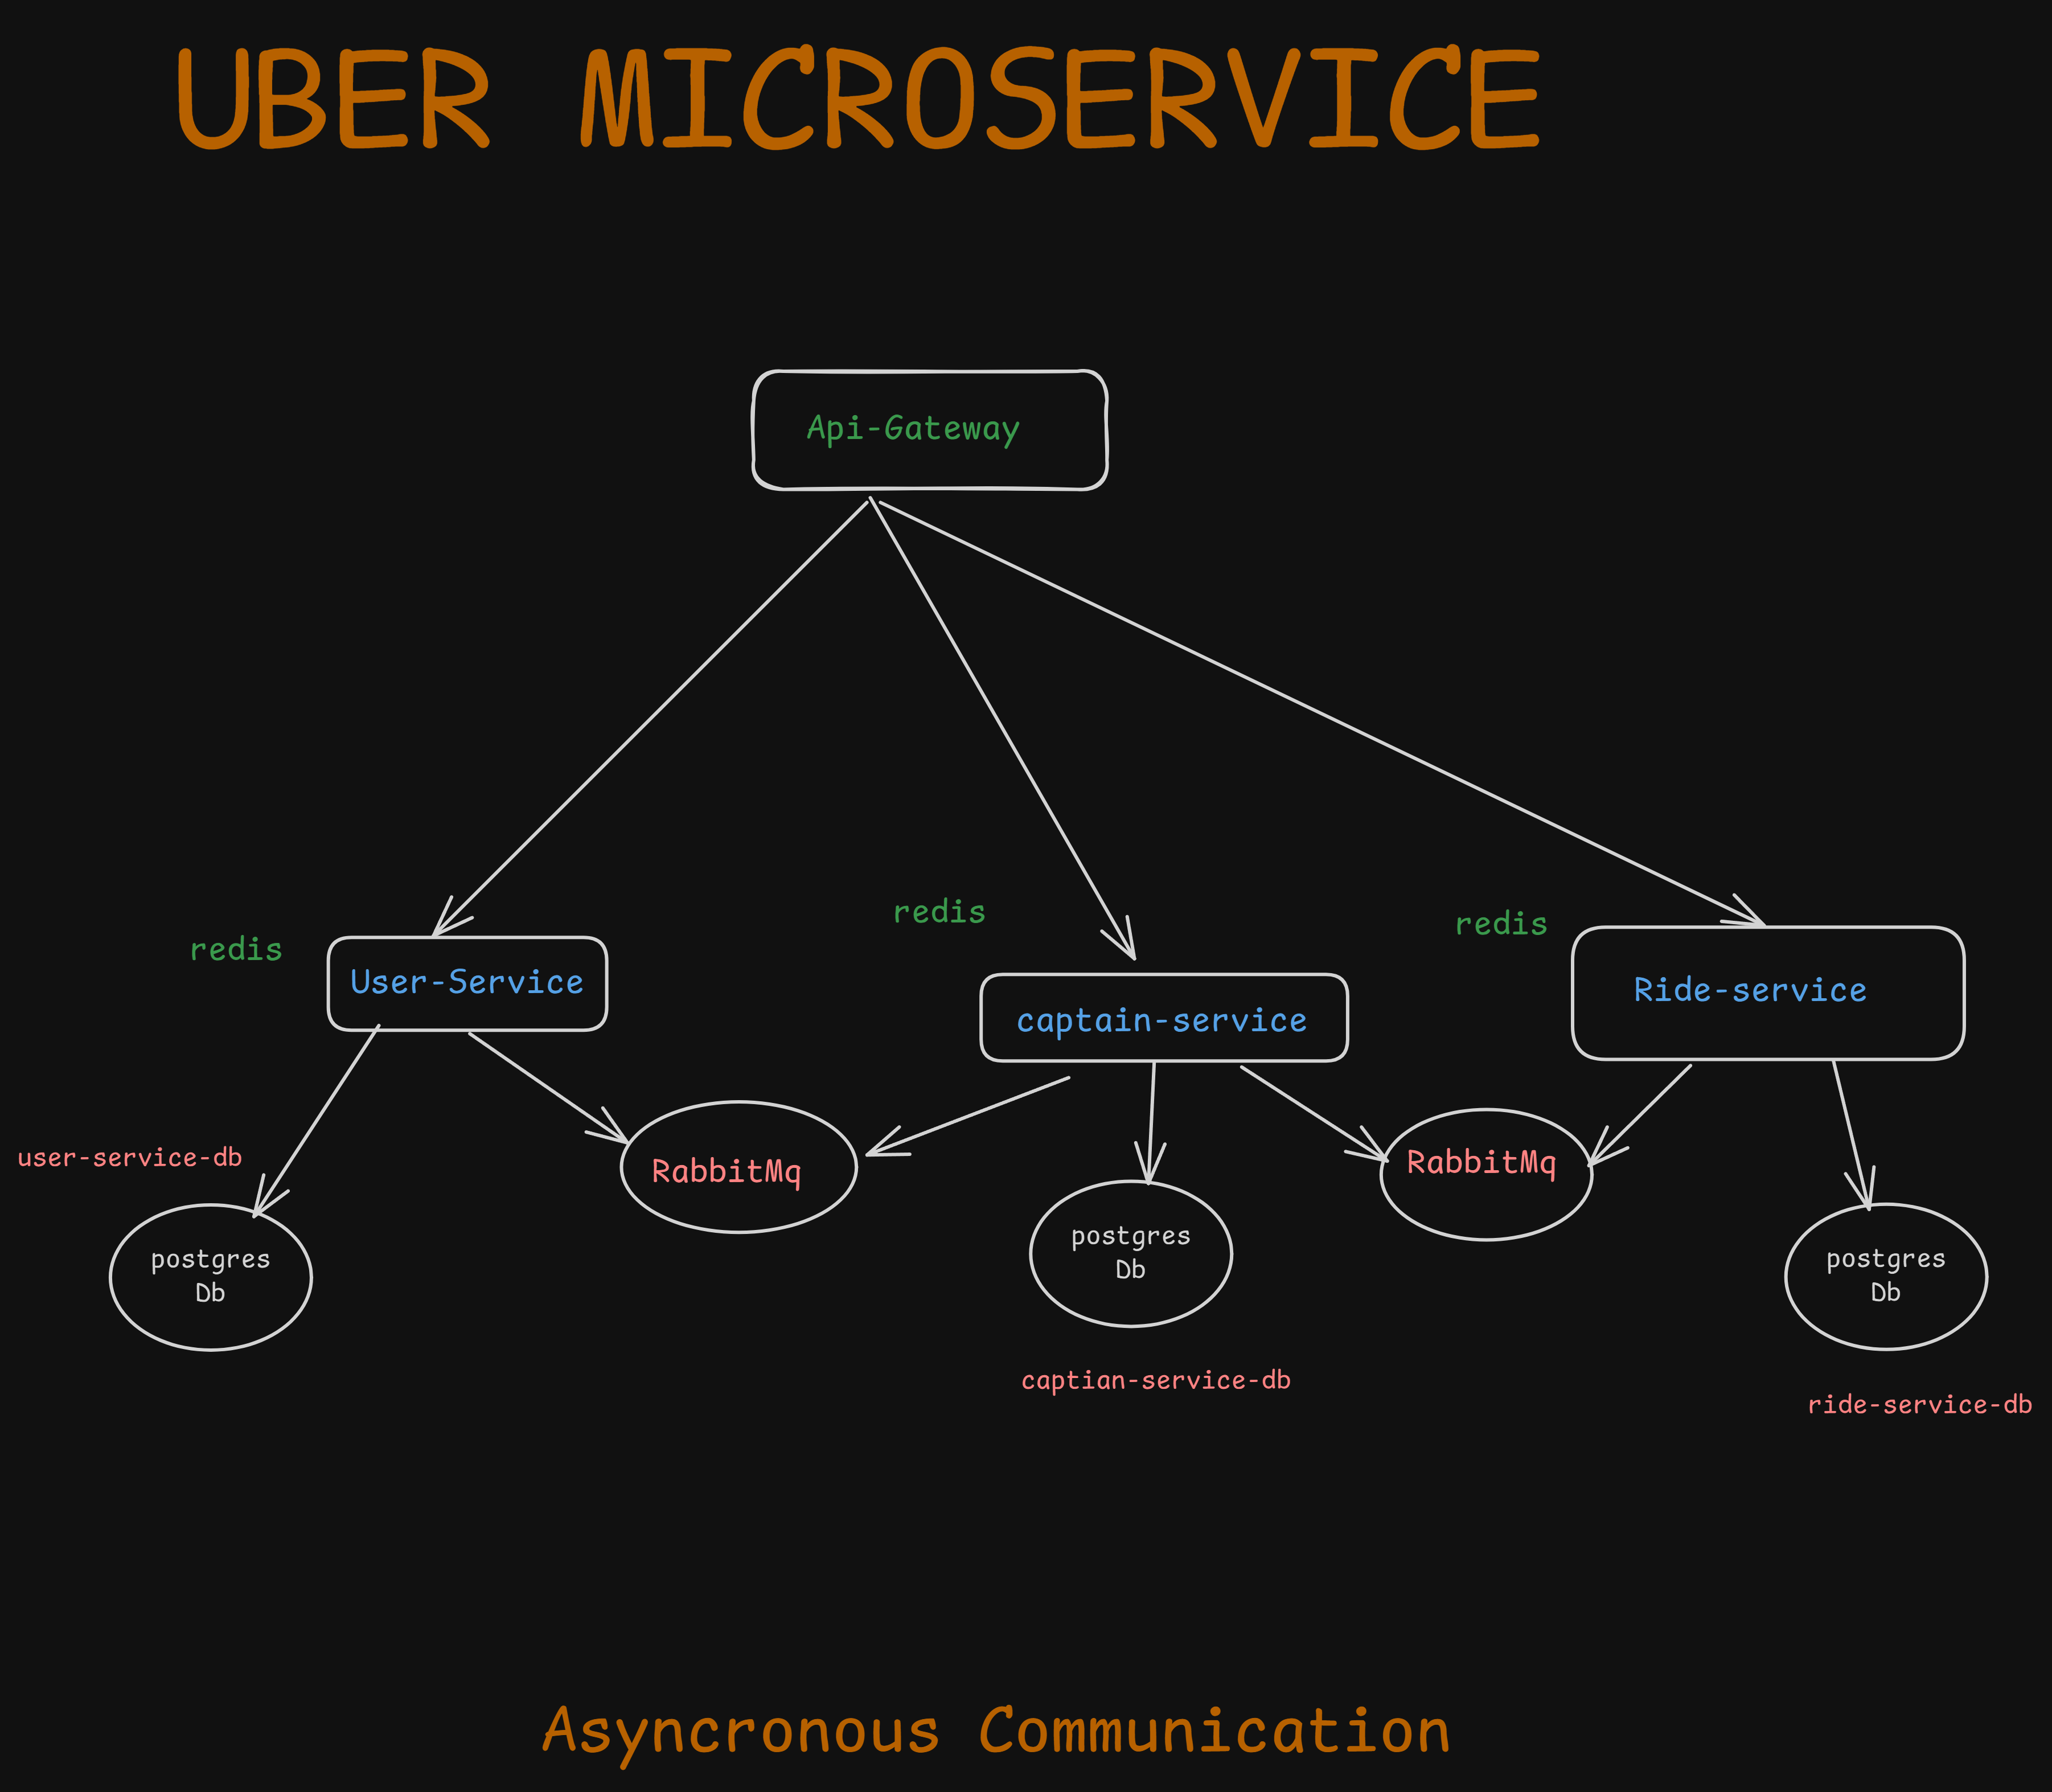 UBER MICROSERVICE
Api-Gateway
redis
redis
redis
User-Service
captain-service
Ride-service
user-service-db
RabbitMq
RabbitMq
postgres
Db
postgres
Db
postgres
Db
captian-service-db
ride-service-db
Asyncronous Communication